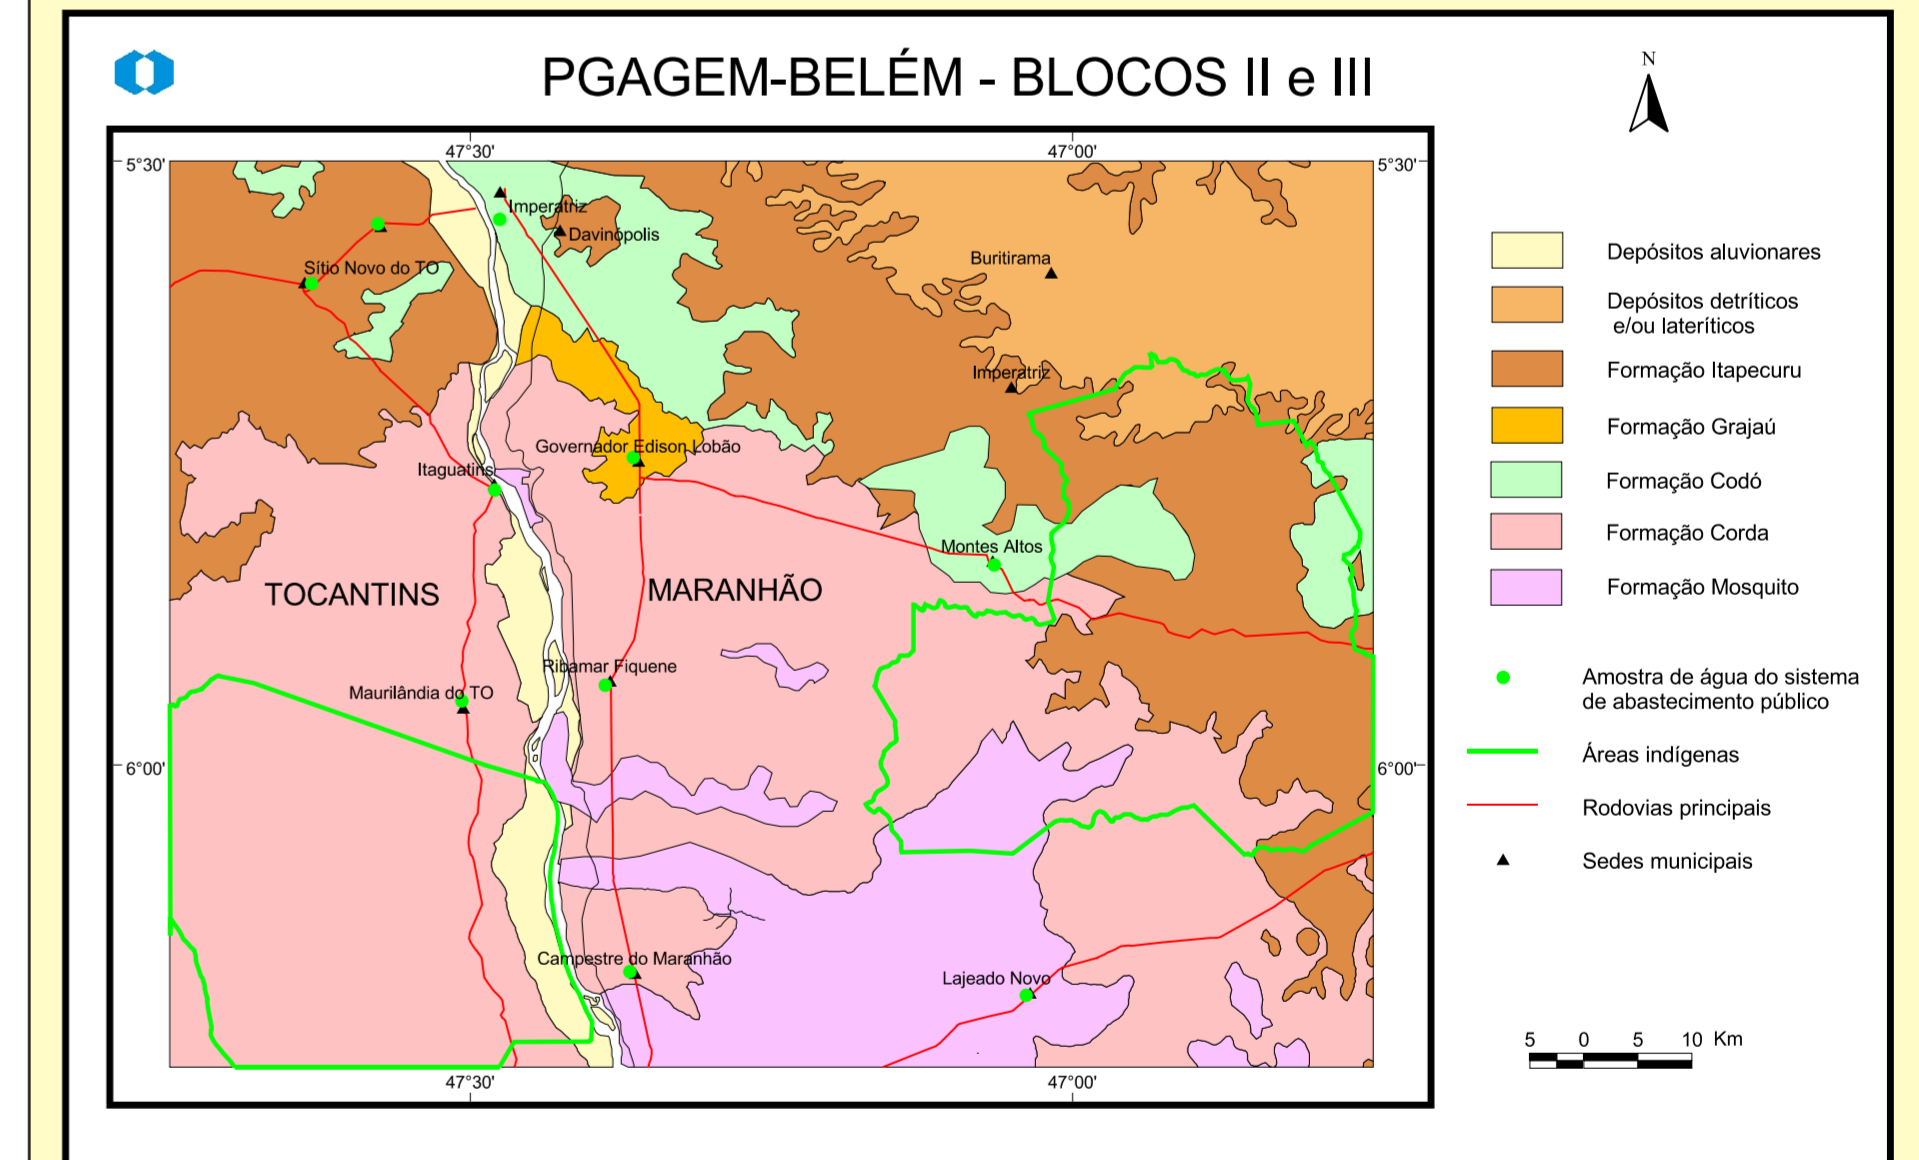 PGAGEM-BELÉM - BLOCOS II e III
N
47°30'
47°00'
5°30'
5°30'
Imperatriz
Davinópolis
Buritirama
Sítio Novo do TO
Imperatriz
Governador Edison Lobão
Itaguatins
Montes Altos
TOCANTINS
MARANHÃO
Ribamar Fiquene
Maurilândia do TO
6°00'
6°00'
Campestre do Maranhão
Lajeado Novo
47°30'
47°00'
Depósitos aluvionares
Depósitos detríticos
e/ou lateríticos
Formação Itapecuru
Formação Grajaú
Formação Codó
Formação Corda
Formação Mosquito
Amostra de água do sistema
de abastecimento público
Áreas indígenas
Rodovias principais
Sedes municipais
5 0 5 10 Km